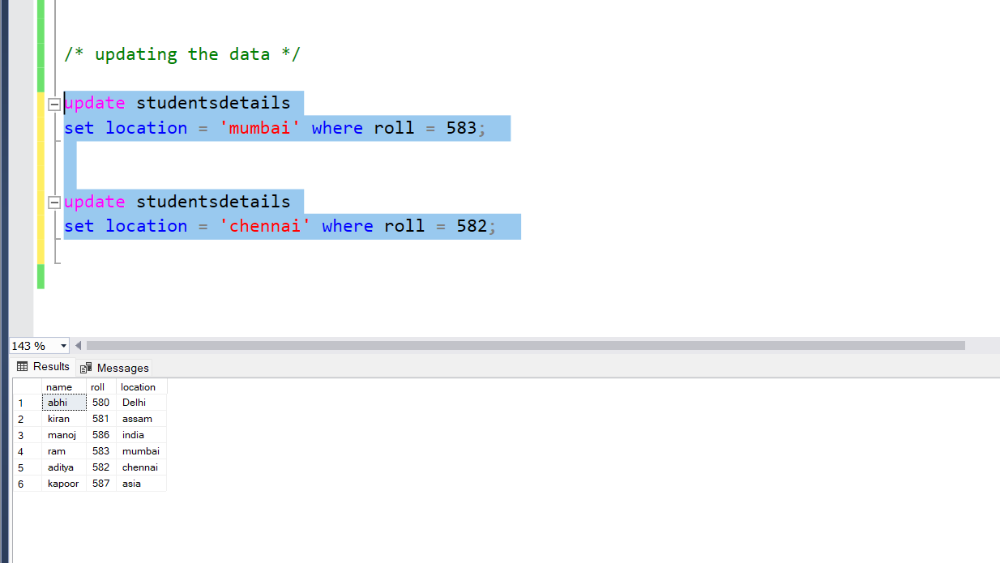 /* updating the data */
update studentsdetails
set location = 'mumbai' where roll = 583;
update studentsdetails
set location = 'chennai' where roll = 582;
143 %
Results Messages
name roll location
1 abhi 580 Delhi
2 kiran 581 assam
3 manoj 586 india
4 ram 583 mumbai
5 aditya 582 chennai
6 kapoor 587 asia